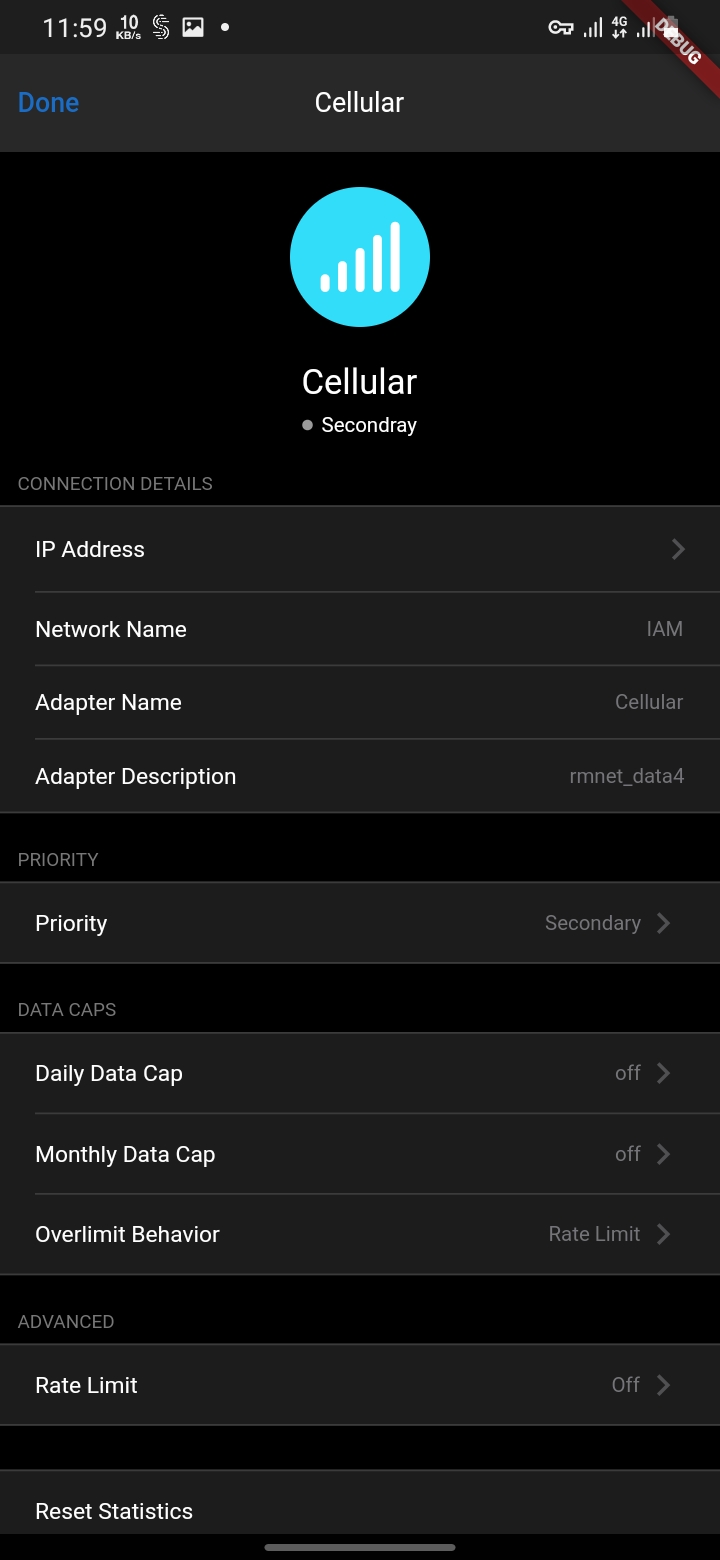 11:59 10 KB/s 4G DEBUG
Done Cellular
Cellular
Secondray
CONNECTION DETAILS
IP Address
Network Name IAM
Adapter Name Cellular
Adapter Description rmnet_data4
PRIORITY
Priority Secondary
DATA CAPS
Daily Data Cap off
Monthly Data Cap off
Overlimit Behavior Rate Limit
ADVANCED
Rate Limit Off
Reset Statistics